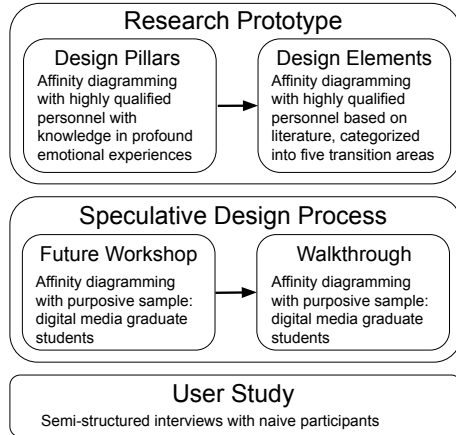 Research Prototype
Design Pillars
Affinity diagramming
with highly qualified
personnel with
knowledge in profound
emotional experiences
Design Elements
Affinity diagramming
with highly qualified
personnel based on
literature, categorized
into five transition areas
Speculative Design Process
Future Workshop
Affinity diagramming
with purposive sample:
digital media graduate
students
Walkthrough
Affinity diagramming
with purposive sample:
digital media graduate
students
User Study
Semi-structured interviews with naive participants